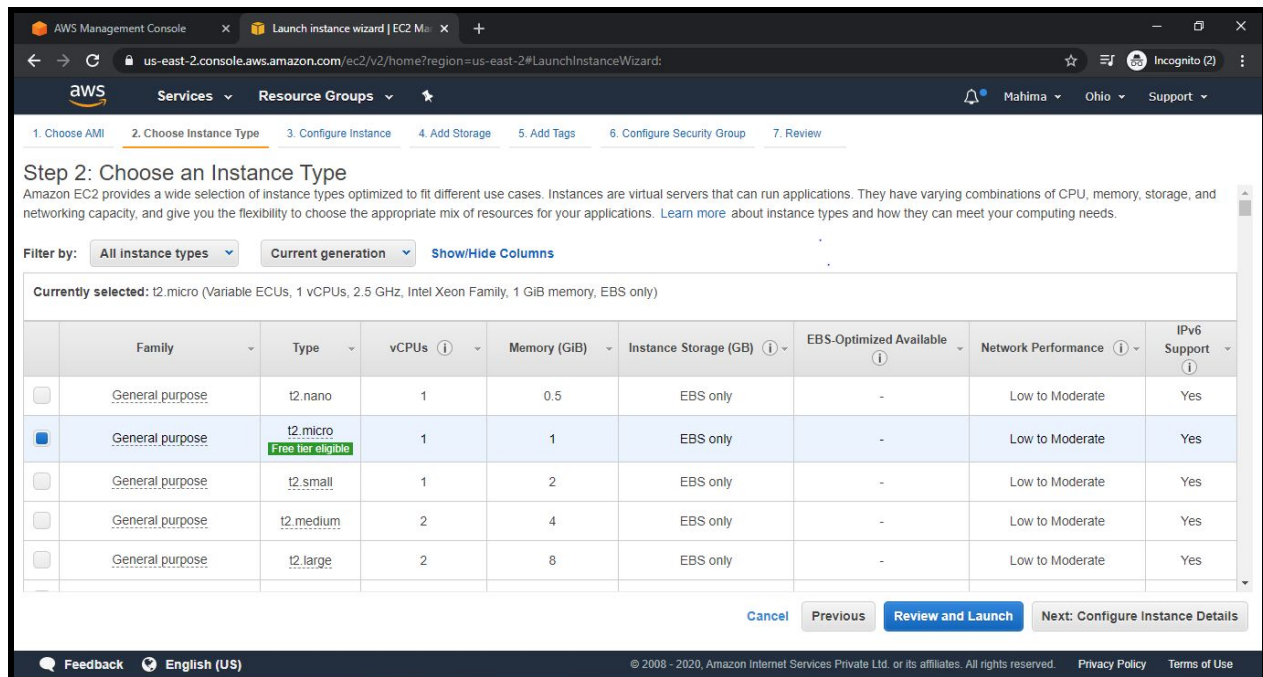 AWS Management Console
Launch instance wizard | EC2 Ma
us-east-2.console.aws.amazon.com/ec2/v2/home?region=us-east-2#LaunchInstanceWizard:
Incognito (2)
aws Services Resource Groups Mahima Ohio Support
1. Choose AMI 2. Choose Instance Type 3. Configure Instance 4. Add Storage 5. Add Tags 6. Configure Security Group 7. Review
Step 2: Choose an Instance Type
Amazon EC2 provides a wide selection of instance types optimized to fit different use cases. Instances are virtual servers that can run applications. They have varying combinations of CPU, memory, storage, and
networking capacity, and give you the flexibility to choose the appropriate mix of resources for your applications. Learn more about instance types and how they can meet your computing needs.
Filter by: All instance types Current generation Show/Hide Columns
Currently selected: t2.micro (Variable ECUs, 1 vCPUs, 2.5 GHz, Intel Xeon Family, 1 GiB memory, EBS only)
Family Type vCPUs Memory (GiB) Instance Storage (GB) EBS-Optimized Available Network Performance IPv6 Support
General purpose t2.nano 1 0.5 EBS only - Low to Moderate Yes
General purpose t2.micro Free tier eligible 1 1 EBS only - Low to Moderate Yes
General purpose t2.small 1 2 EBS only - Low to Moderate Yes
General purpose t2.medium 2 4 EBS only - Low to Moderate Yes
General purpose t2.large 2 8 EBS only - Low to Moderate Yes
Cancel Previous Review and Launch Next: Configure Instance Details
Feedback English (US) © 2008 - 2020, Amazon Internet Services Private Ltd. or its affiliates. All rights reserved. Privacy Policy Terms of Use